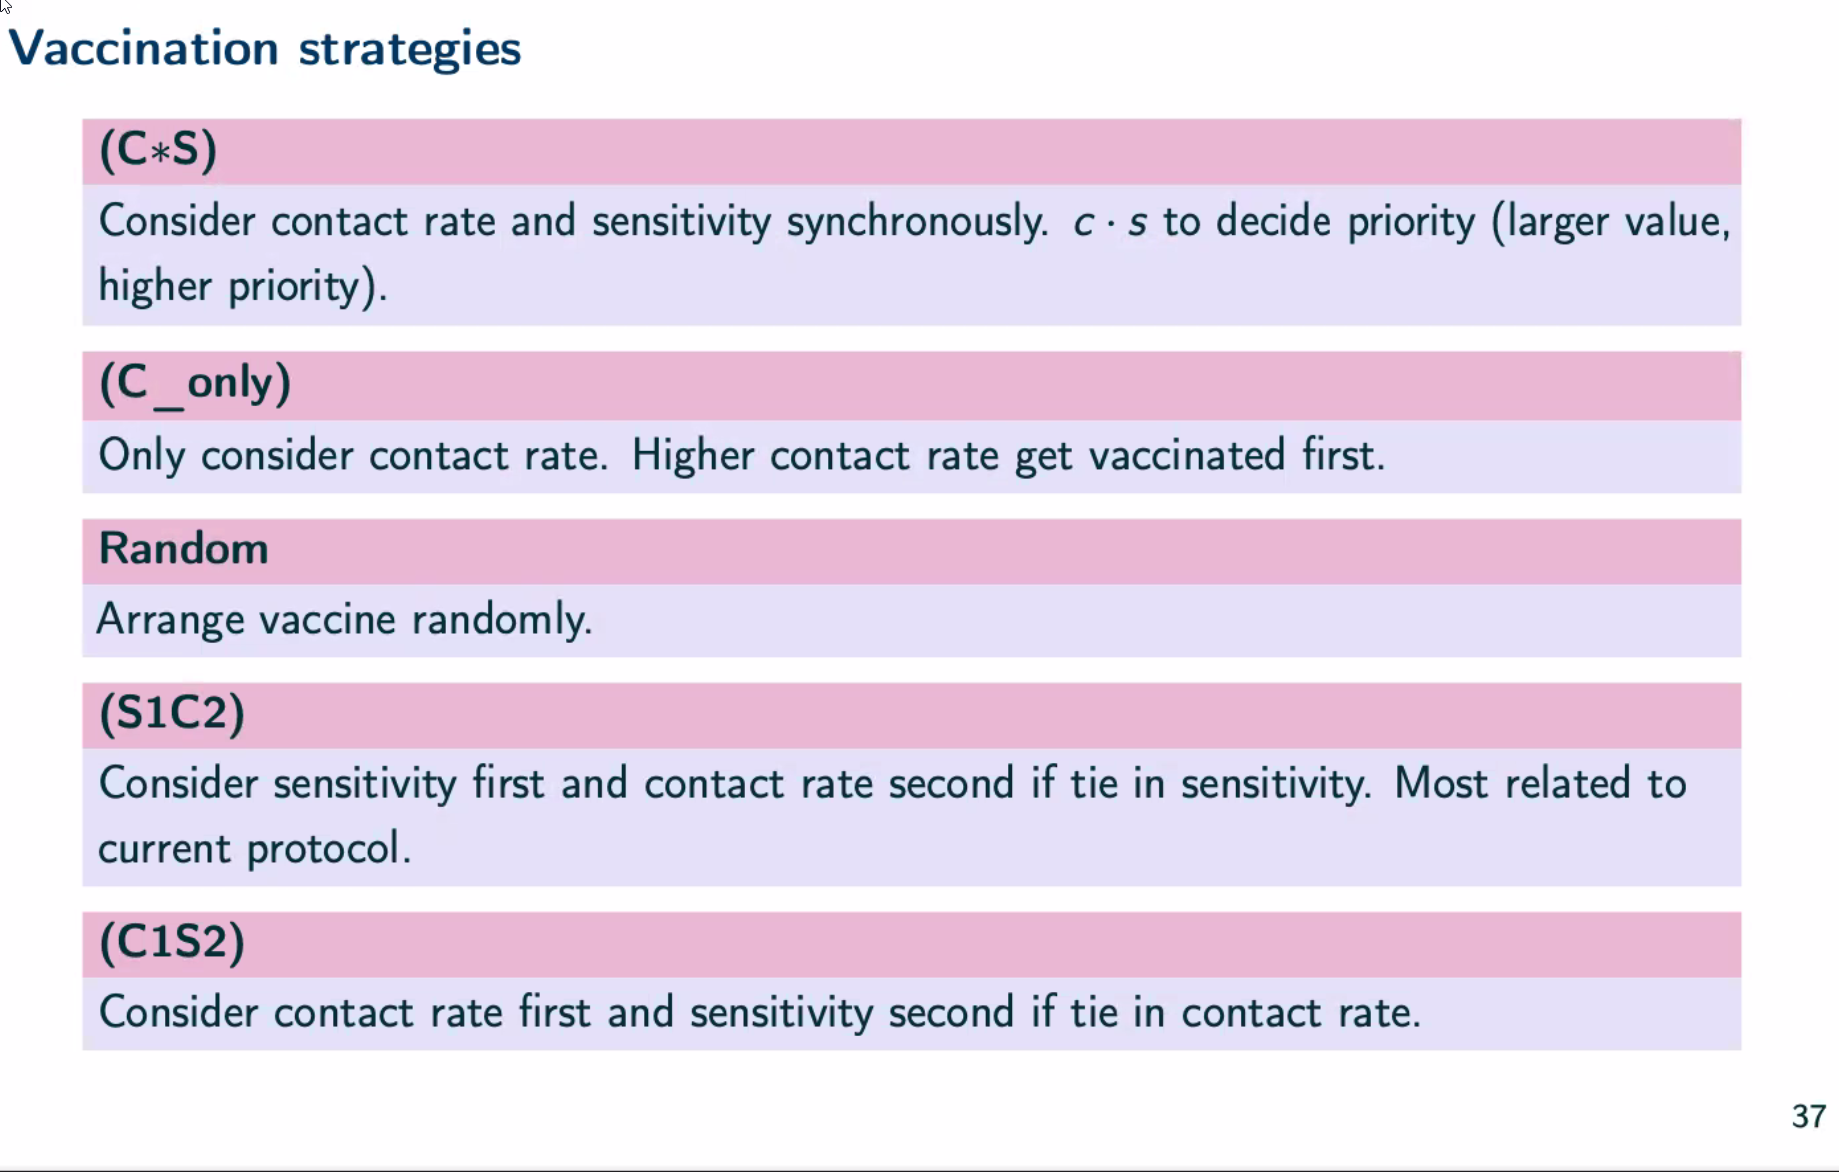 Vaccination strategies
(C*S)
Consider contact rate and sensitivity synchronously. c · s to decide priority (larger value,
higher priority).
(C_only)
Only consider contact rate. Higher contact rate get vaccinated first.
Random
Arrange vaccine randomly.
(S1C2)
Consider sensitivity first and contact rate second if tie in sensitivity. Most related to
current protocol.
(C1S2)
Consider contact rate first and sensitivity second if tie in contact rate.
37